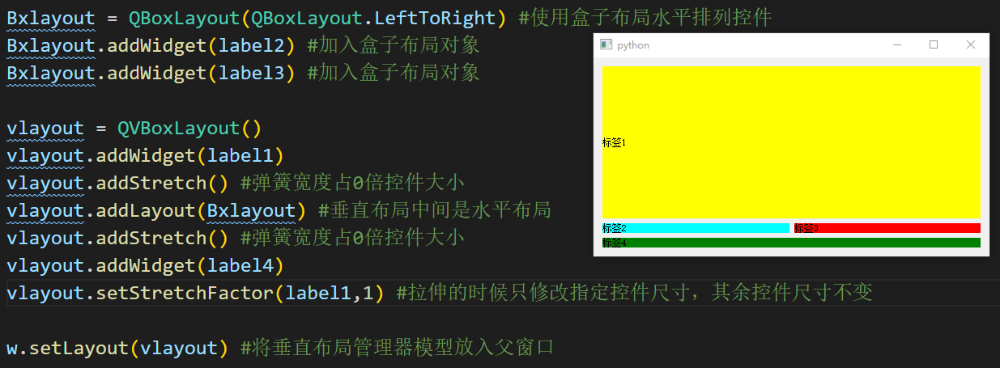 Bxlayout = QBoxLayout(QBoxLayout.LeftToRight) #使用盒子布局水平排列控件
Bxlayout.addWidget(label2) #加入盒子布局对象
Bxlayout.addWidget(label3) #加入盒子布局对象
vlayout = QVBoxLayout()
vlayout.addWidget(label1)
vlayout.addStretch() #弹簧宽度占0倍控件大小
vlayout.addLayout(Bxlayout) #垂直布局中间是水平布局
vlayout.addStretch() #弹簧宽度占0倍控件大小
vlayout.addWidget(label4)
vlayout.setStretchFactor(label1,1) #拉伸的时候只修改指定控件尺寸，其余控件尺寸不变
w.setLayout(vlayout) #将垂直布局管理器模型放入父窗口
python
标签1
标签2 标签3
标签4